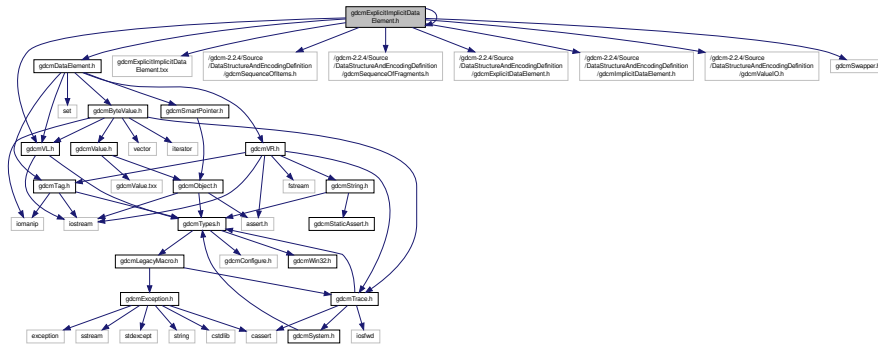 gdcmExplicitImplicitData
Element.h
gdcmDataElement.h
gdcmExplicitImplicitData
Element.txx
/gdcm-2.2.4/Source
/DataStructureAndEncodingDefinition
/gdcmSequenceOfItems.h
/gdcm-2.2.4/Source
/DataStructureAndEncodingDefinition
/gdcmSequenceOfFragments.h
/gdcm-2.2.4/Source
/DataStructureAndEncodingDefinition
/gdcmExplicitDataElement.h
/gdcm-2.2.4/Source
/DataStructureAndEncodingDefinition
/gdcmImplicitDataElement.h
/gdcm-2.2.4/Source
/DataStructureAndEncodingDefinition
/gdcmValueIO.h
gdcmSwapper.h
set
gdcmByteValue.h
gdcmSmartPointer.h
gdcmVL.h
gdcmValue.h
vector
iterator
gdcmVR.h
gdcmTag.h
gdcmValue.txx
gdcmObject.h
fstream
gdcmString.h
iomanip
iostream
gdcmTypes.h
assert.h
gdcmStaticAssert.h
gdcmLegacyMacro.h
gdcmConfigure.h
gdcmWin32.h
gdcmException.h
gdcmTrace.h
exception
sstream
stdexcept
string
cstdlib
cassert
gdcmSystem.h
iosfwd